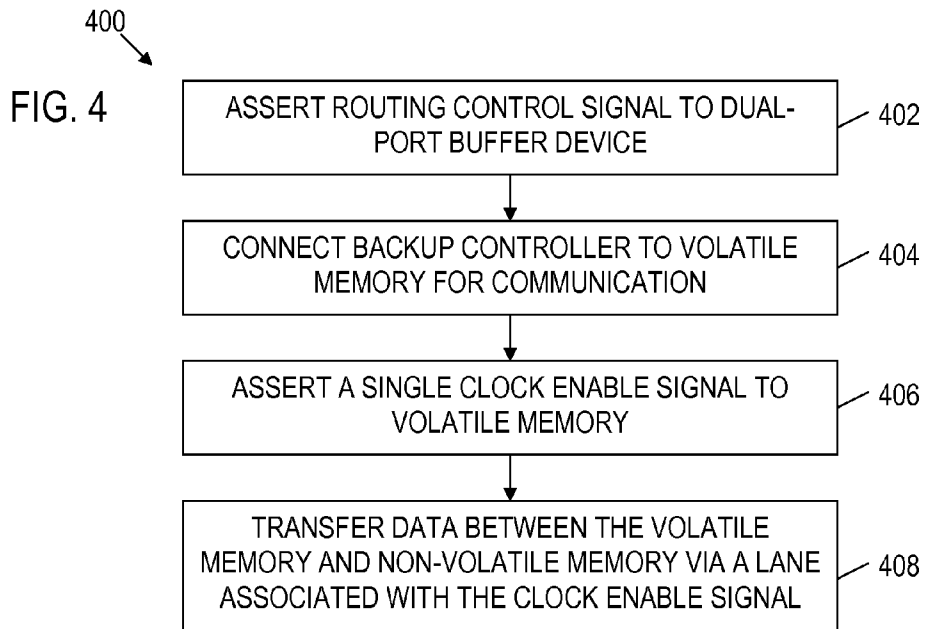 400
FIG. 4
ASSERT ROUTING CONTROL SIGNAL TO DUAL-
PORT BUFFER DEVICE
402
CONNECT BACKUP CONTROLLER TO VOLATILE
MEMORY FOR COMMUNICATION
404
ASSERT A SINGLE CLOCK ENABLE SIGNAL TO
VOLATILE MEMORY
406
TRANSFER DATA BETWEEN THE VOLATILE
MEMORY AND NON-VOLATILE MEMORY VIA A LANE
ASSOCIATED WITH THE CLOCK ENABLE SIGNAL
408